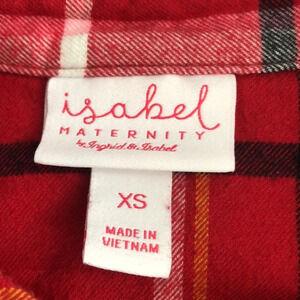 isabel
MATERNITY
by Ingrid & Isabel
XS
MADE IN
VIETNAM